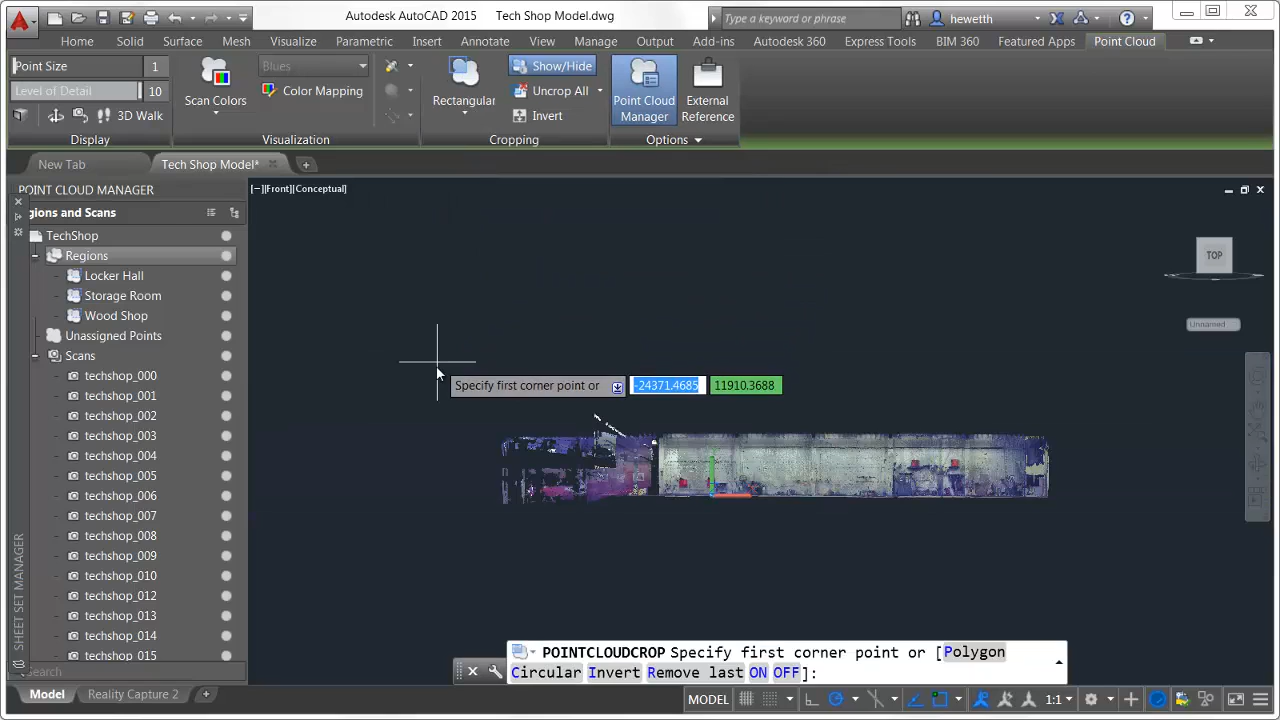 Autodesk AutoCAD 2015 Tech Shop Model.dwg
Type a keyword or phrase
hewetth
Home Solid Surface Mesh Visualize Parametric Insert Annotate View Manage Output Add-ins Autodesk 360 Express Tools BIM 360 Featured Apps Point Cloud
Point Size 1
Level of Detail 10
3D Walk
Display
Scan Colors
Blues
Color Mapping
Visualization
Rectangular
Show/Hide
Uncrop All
Invert
Cropping
Point Cloud Manager
External Reference
Options
New Tab
Tech Shop Model*
POINT CLOUD MANAGER
gions and Scans
TechShop
Regions
Locker Hall
Storage Room
Wood Shop
Unassigned Points
Scans
techshop_000
techshop_001
techshop_002
techshop_003
techshop_004
techshop_005
techshop_006
techshop_007
techshop_008
techshop_009
techshop_010
techshop_012
techshop_013
techshop_014
techshop_015
Search
SHEET SET MANAGER
[−][Front][Conceptual]
TOP
Unnamed
Specify first corner point or -24371.4685 11910.3688
POINTCLOUDCROP Specify first corner point or [Polygon
Circular Invert Remove last ON OFF]:
Model Reality Capture 2
MODEL
1:1